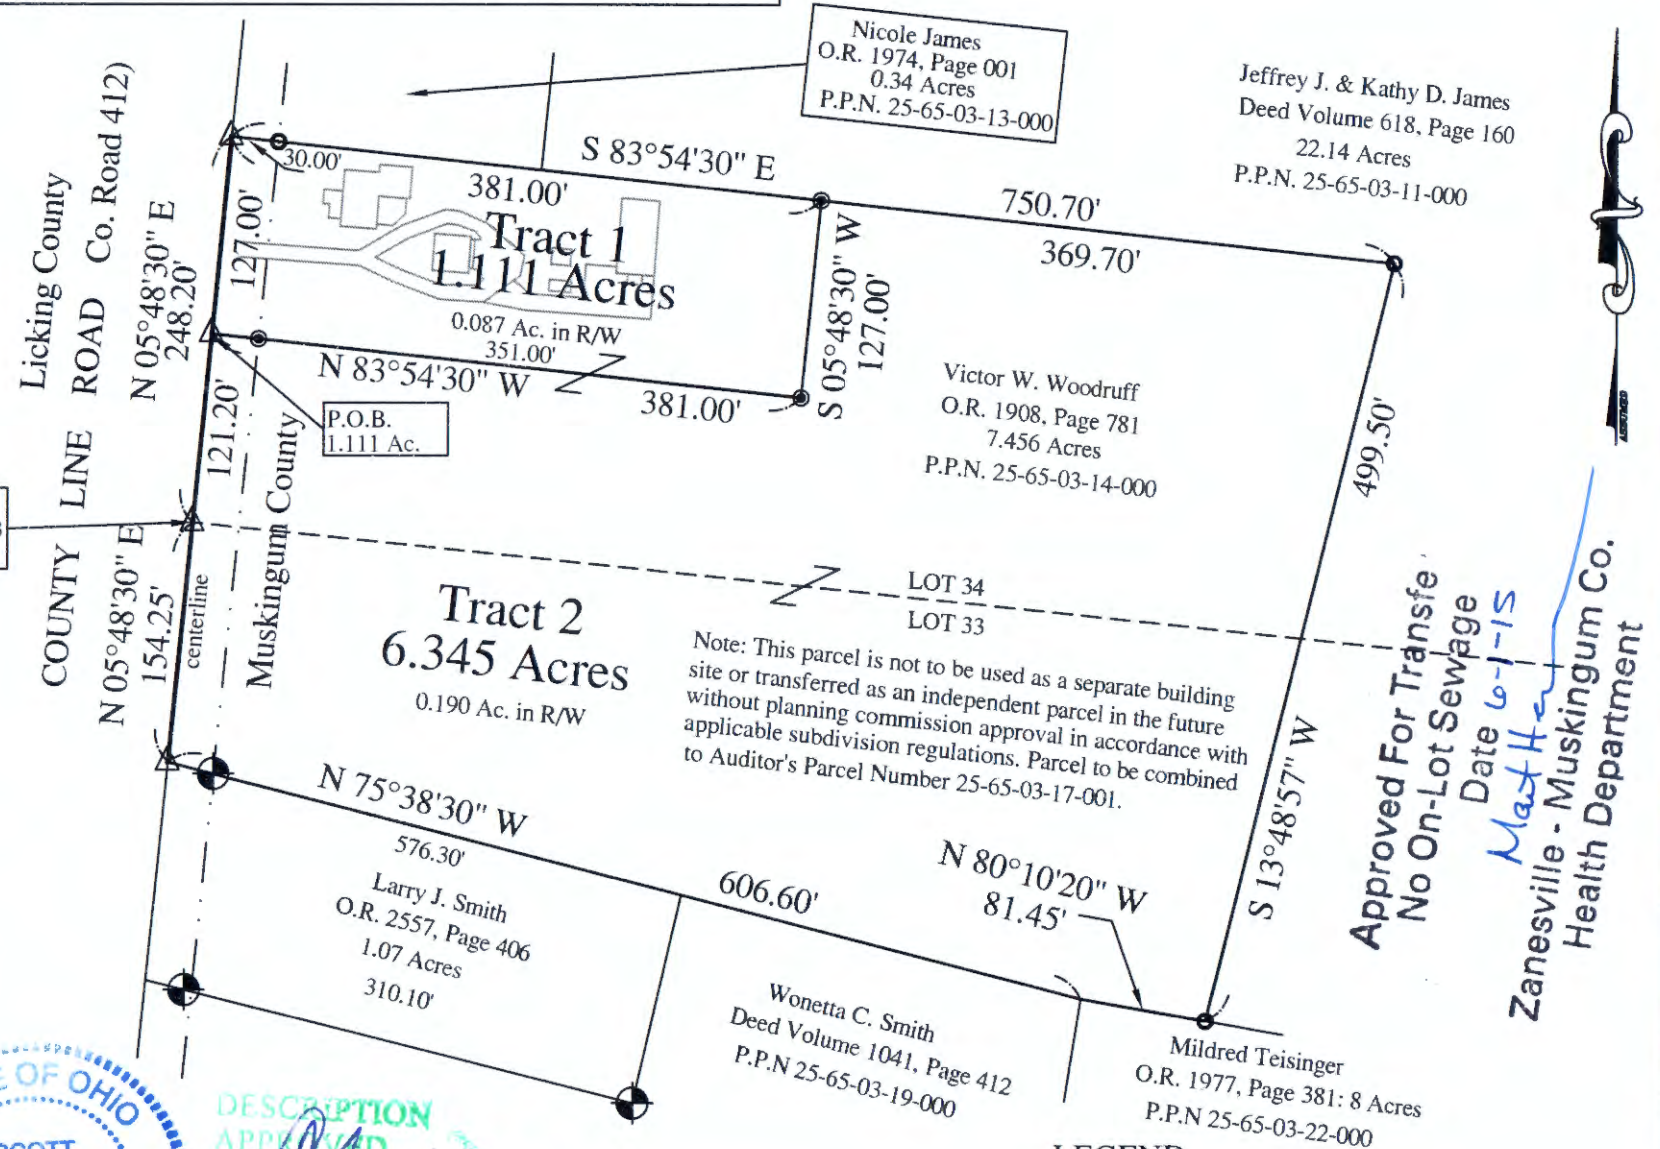 Nicole James
O.R. 1974, Page 001
0.34 Acres
P.P.N. 25-65-03-13-000
Jeffrey J. & Kathy D. James
Deed Volume 618, Page 160
22.14 Acres
P.P.N. 25-65-03-11-000
Licking County
COUNTY LINE ROAD Co. Road 412)
N 05°48'30" E
248.20'
127.00'
30.00'
S 83°54'30" E
381.00'
750.70'
369.70'
Tract 1
1.111 Acres
0.087 Ac. in R/W
351.00'
N 83°54'30" W
381.00'
S 05°48'30" W
127.00'
P.O.B.
1.111 Ac.
121.20'
Muskingum County
Victor W. Woodruff
O.R. 1908, Page 781
7.456 Acres
P.P.N. 25-65-03-14-000
499.50'
ASSUMED
N 05°48'30" E
154.25'
centerline
LOT 34
LOT 33
Tract 2
6.345 Acres
0.190 Ac. in R/W
Note: This parcel is not to be used as a separate building
site or transferred as an independent parcel in the future
without planning commission approval in accordance with
applicable subdivision regulations. Parcel to be combined
to Auditor's Parcel Number 25-65-03-17-001.
S 13°48'57" W
Approved For Transfe
No On-Lot Sewage
Date 6-1-15
Zanesville - Muskingum Co.
Health Department
N 75°38'30" W
576.30'
606.60'
N 80°10'20" W
81.45'
Larry J. Smith
O.R. 2557, Page 406
1.07 Acres
310.10'
Wonetta C. Smith
Deed Volume 1041, Page 412
P.P.N 25-65-03-19-000
Mildred Teisinger
O.R. 1977, Page 381: 8 Acres
P.P.N 25-65-03-22-000
OF OHIO
DESCRIPTION
APPROVED
LEGEND